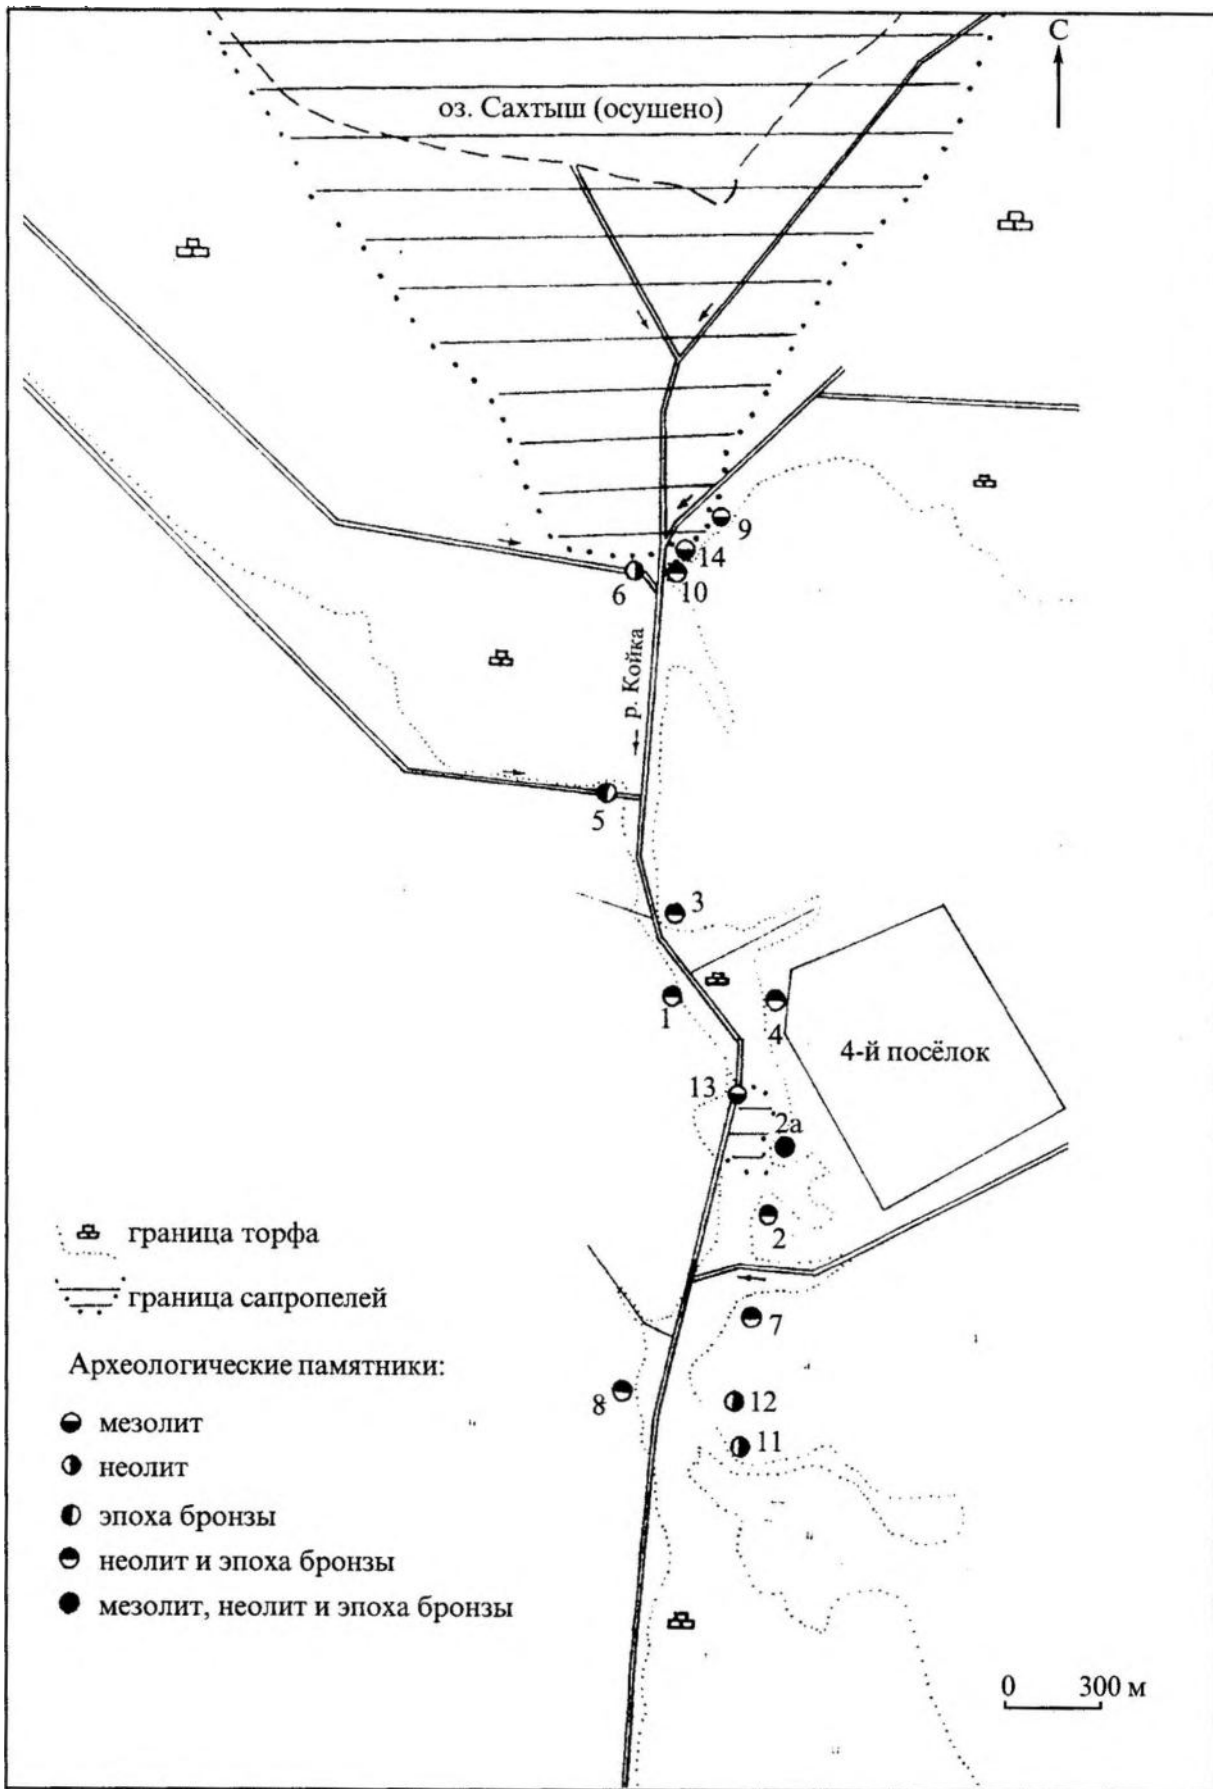 С
оз. Сахтыш (осушено)
9
14
6
10
р. Койка
5
3
1
4
4-й посёлок
13
2а
2
граница торфа
граница сапропелей
7
Археологические памятники:
8
12
мезолит
11
неолит
эпоха бронзы
неолит и эпоха бронзы
мезолит, неолит и эпоха бронзы
0 300 м